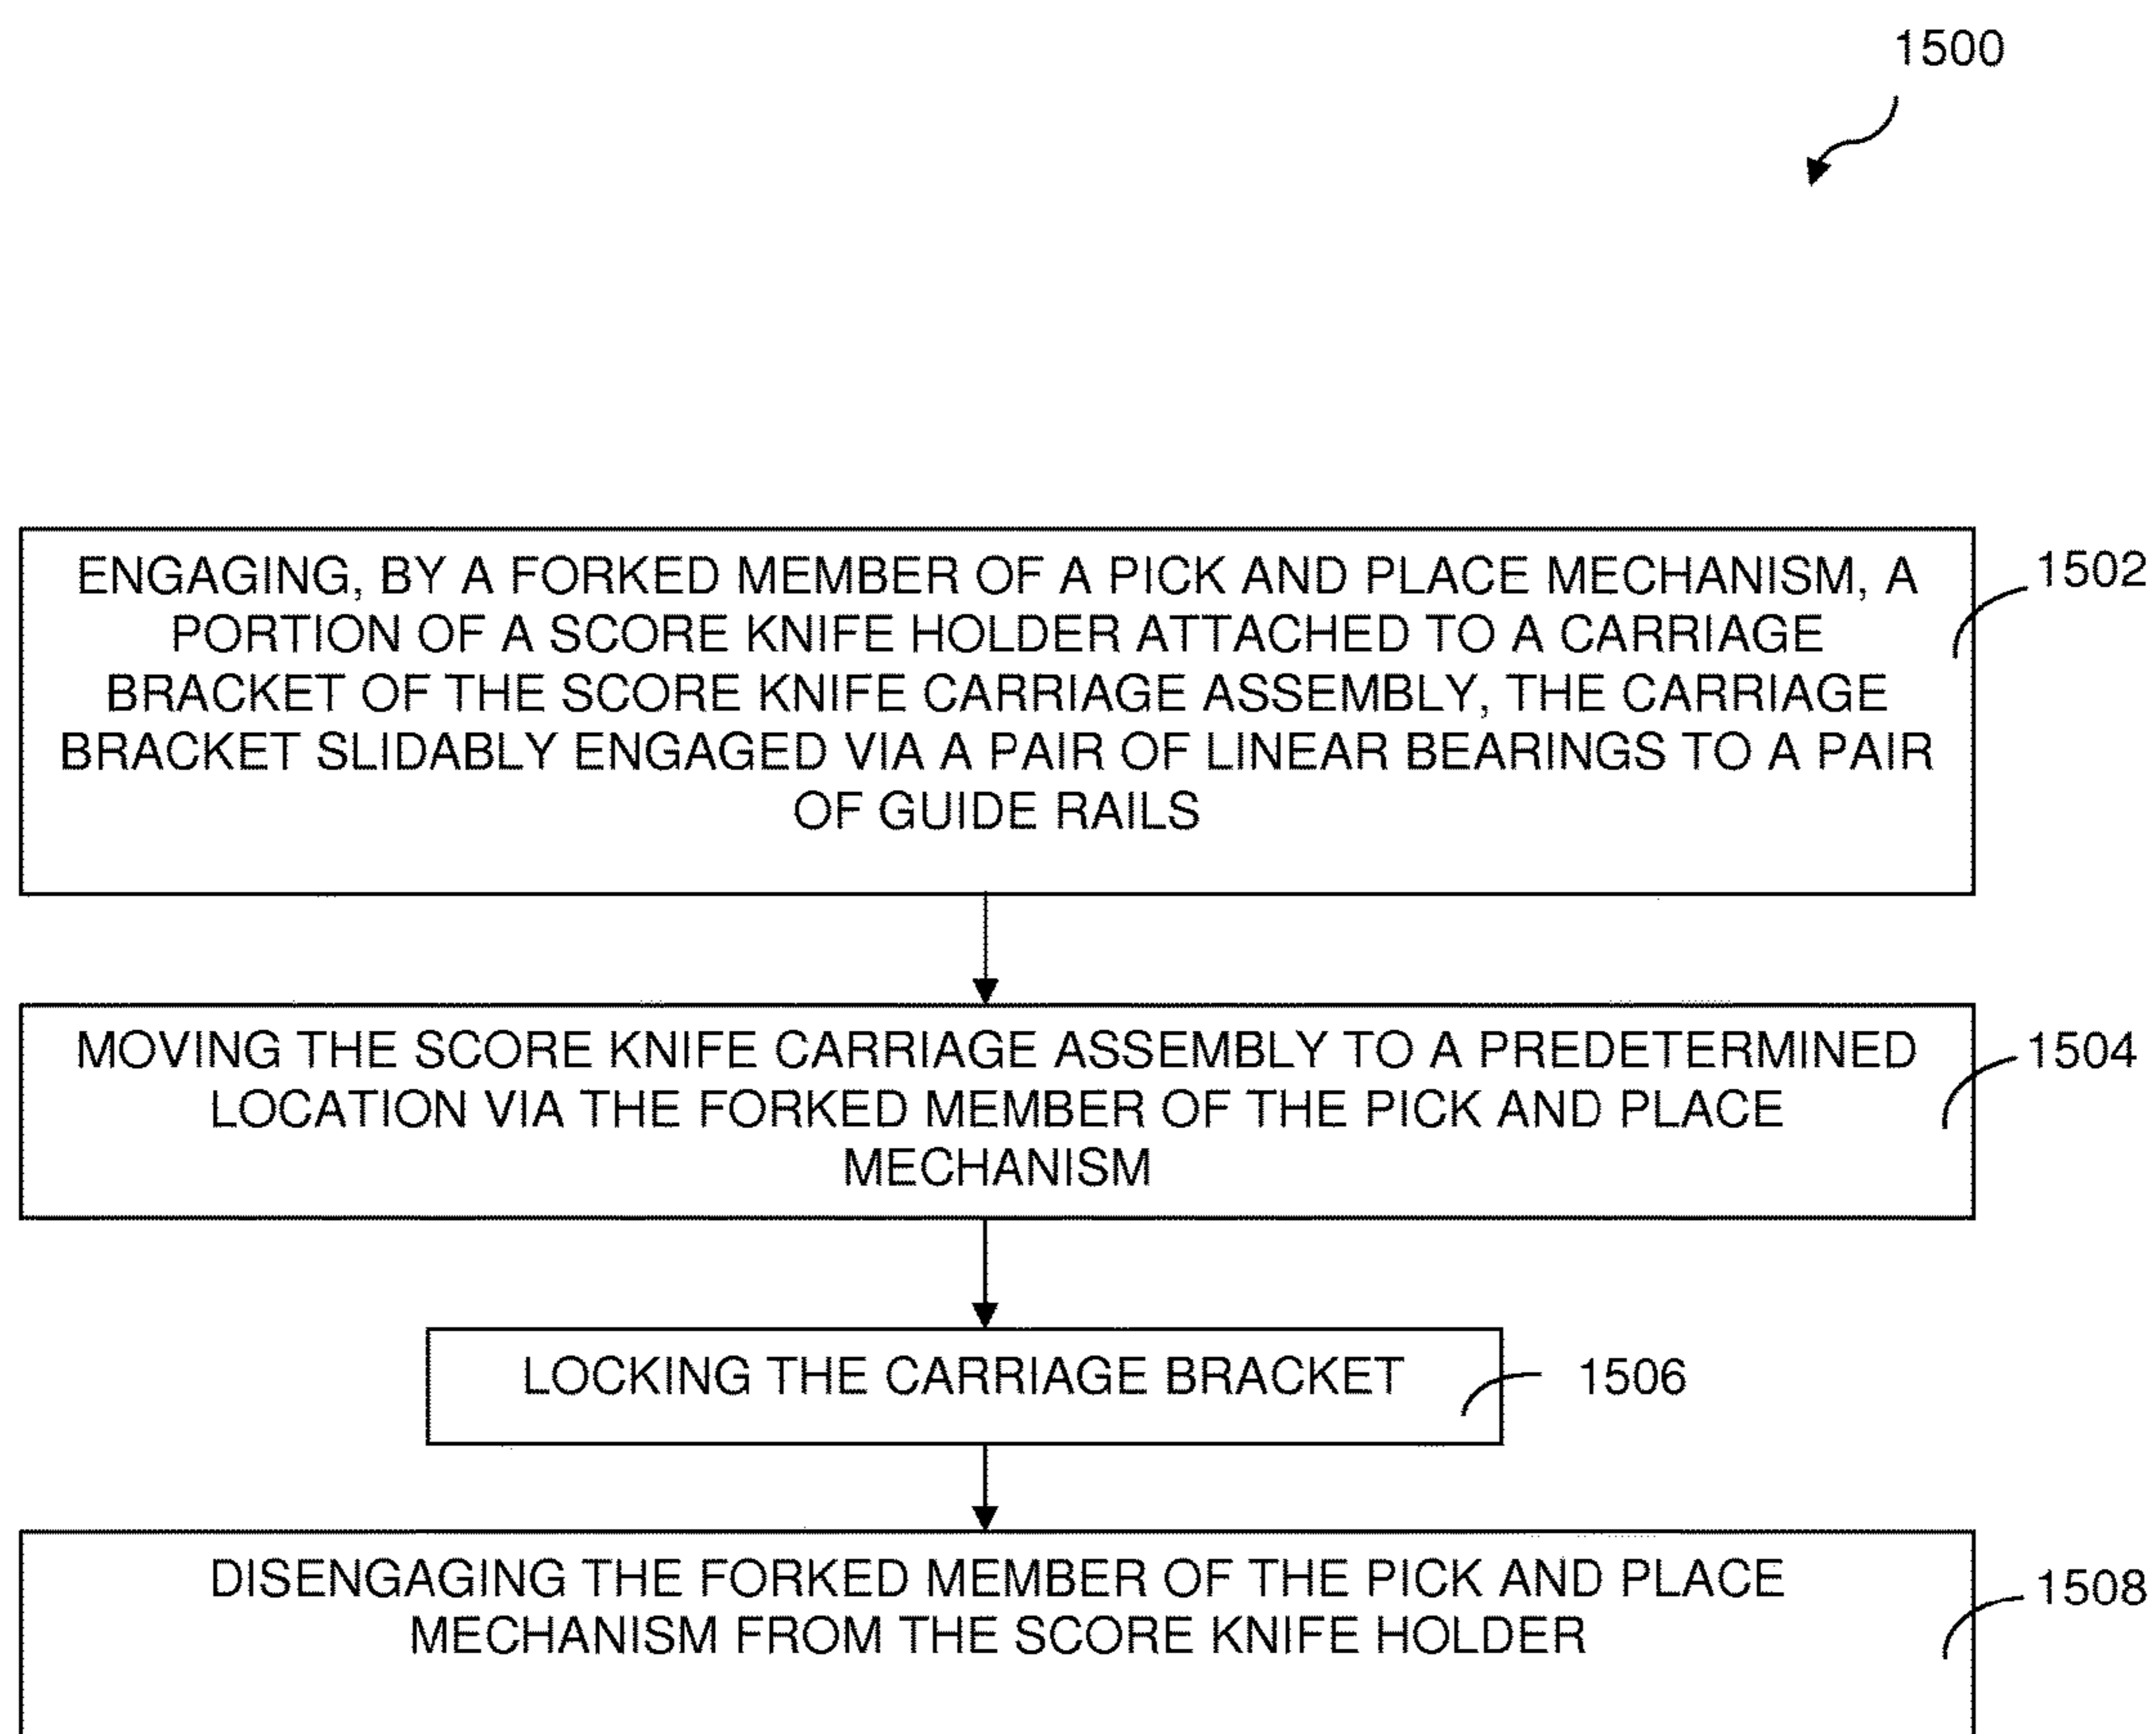 1500
ENGAGING, BY A FORKED MEMBER OF A PICK AND PLACE MECHANISM, A
PORTION OF A SCORE KNIFE HOLDER ATTACHED TO A CARRIAGE
BRACKET OF THE SCORE KNIFE CARRIAGE ASSEMBLY, THE CARRIAGE
BRACKET SLIDABLY ENGAGED VIA A PAIR OF LINEAR BEARINGS TO A PAIR
OF GUIDE RAILS
1502
MOVING THE SCORE KNIFE CARRIAGE ASSEMBLY TO A PREDETERMINED
LOCATION VIA THE FORKED MEMBER OF THE PICK AND PLACE
MECHANISM
1504
LOCKING THE CARRIAGE BRACKET
1506
DISENGAGING THE FORKED MEMBER OF THE PICK AND PLACE
MECHANISM FROM THE SCORE KNIFE HOLDER
1508